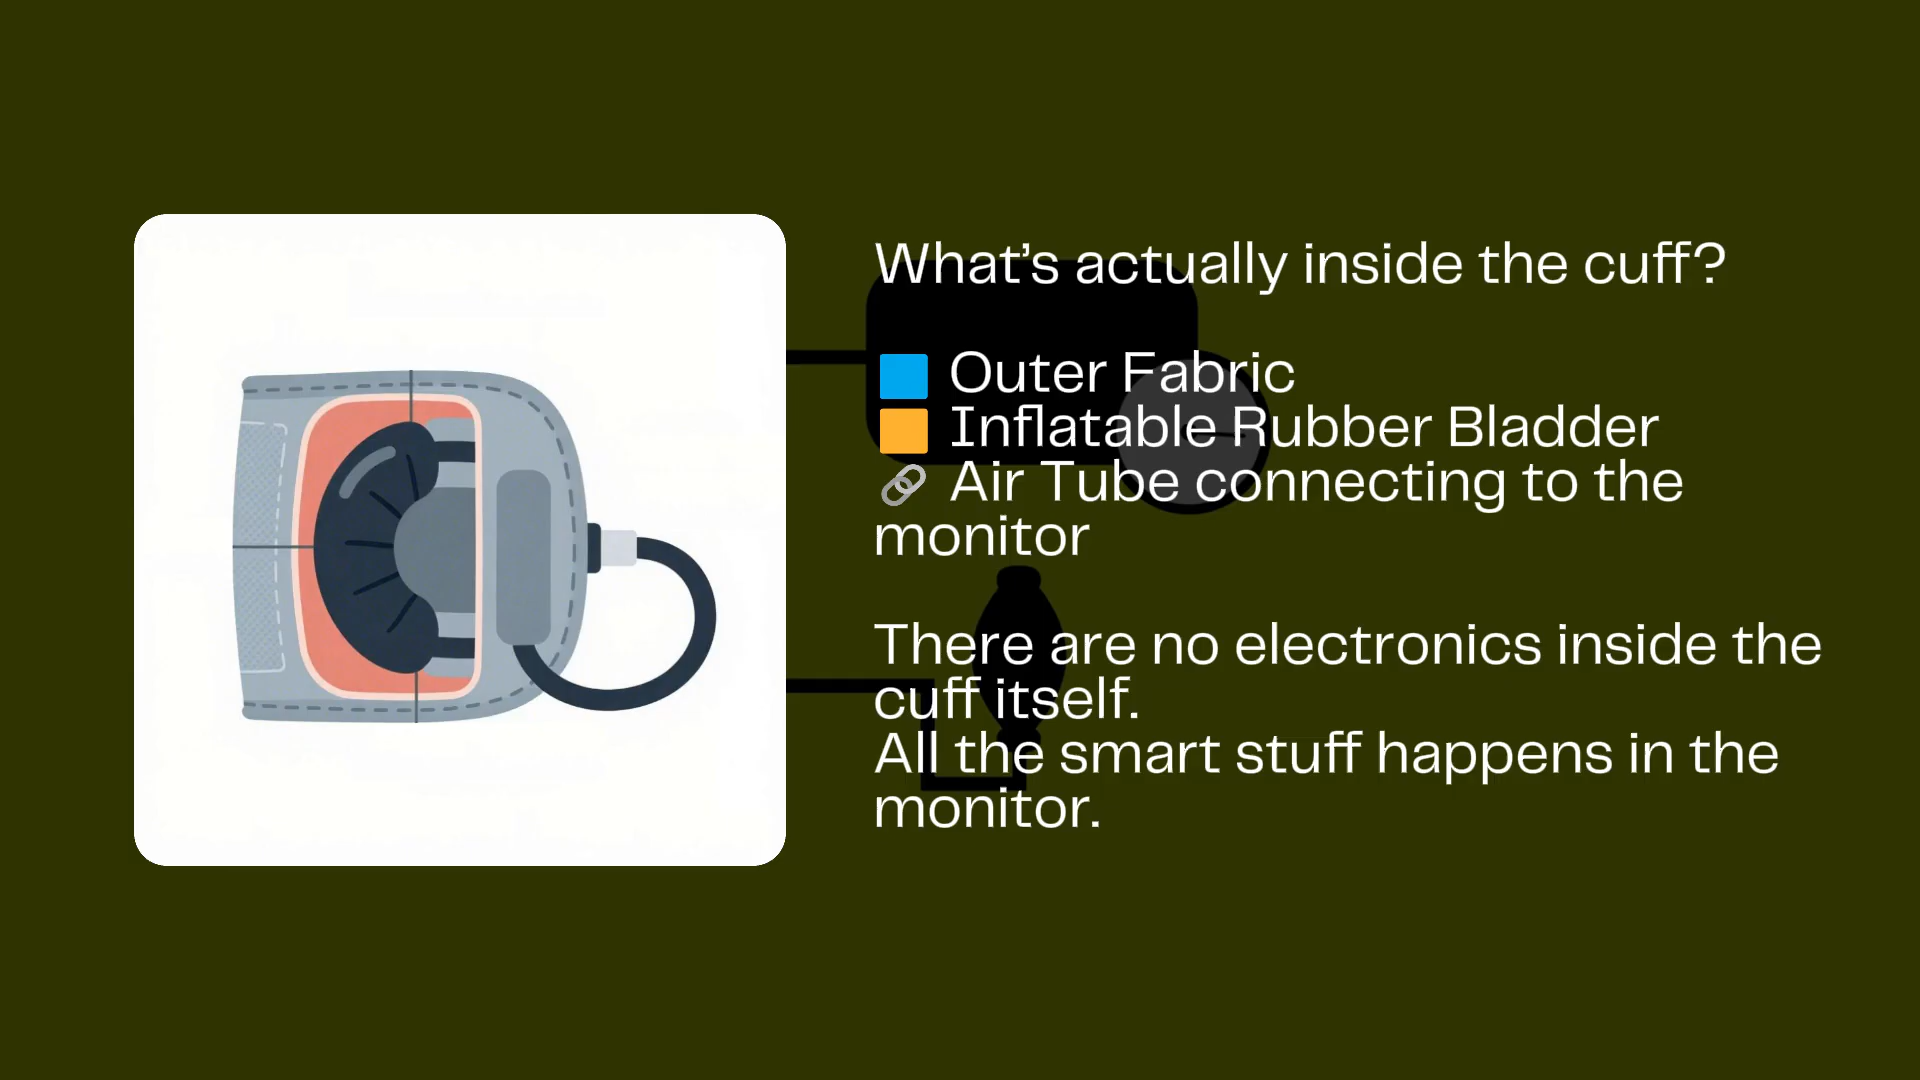 What's actually inside the cuff?
🟦 Outer Fabric
🟧 Inflatable Rubber Bladder
🔗 Air Tube connecting to the
monitor
There are no electronics inside the
cuff itself.
All the smart stuff happens in the
monitor.